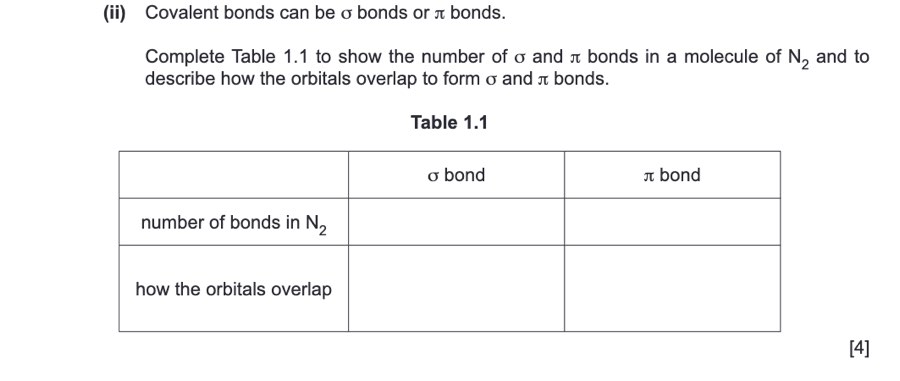 (ii) Covalent bonds can be σ bonds or π bonds.
Complete Table 1.1 to show the number of σ and π bonds in a molecule of N₂ and to
describe how the orbitals overlap to form σ and π bonds.
Table 1.1
σ bond π bond
number of bonds in N₂
how the orbitals overlap
[4]